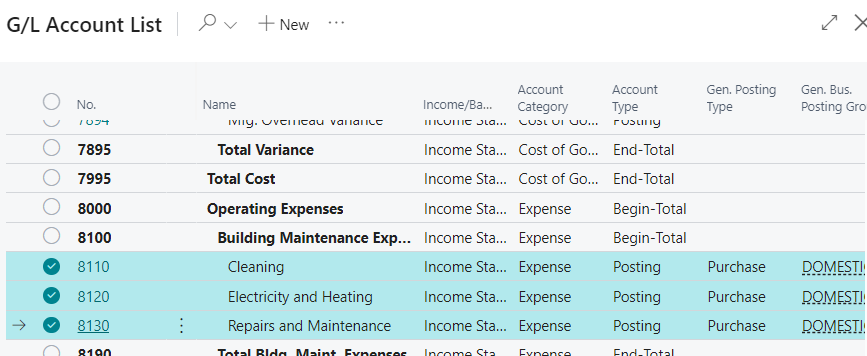 G/L Account List + New ...
No. Name Income/Ba... Account Category Account Type Gen. Posting Type Gen. Bus. Posting Gro
7894 Mfg. Overhead Variance Income Sta... Cost of Go... Posting
7895 Total Variance Income Sta... Cost of Go... End-Total
7995 Total Cost Income Sta... Cost of Go... End-Total
8000 Operating Expenses Income Sta... Expense Begin-Total
8100 Building Maintenance Exp... Income Sta... Expense Begin-Total
8110 Cleaning Income Sta... Expense Posting Purchase DOMESTI
8120 Electricity and Heating Income Sta... Expense Posting Purchase DOMESTI
8130 Repairs and Maintenance Income Sta... Expense Posting Purchase DOMESTI
8190 Total Bldg. Maint. Expenses Income Sta... Expense End-Total